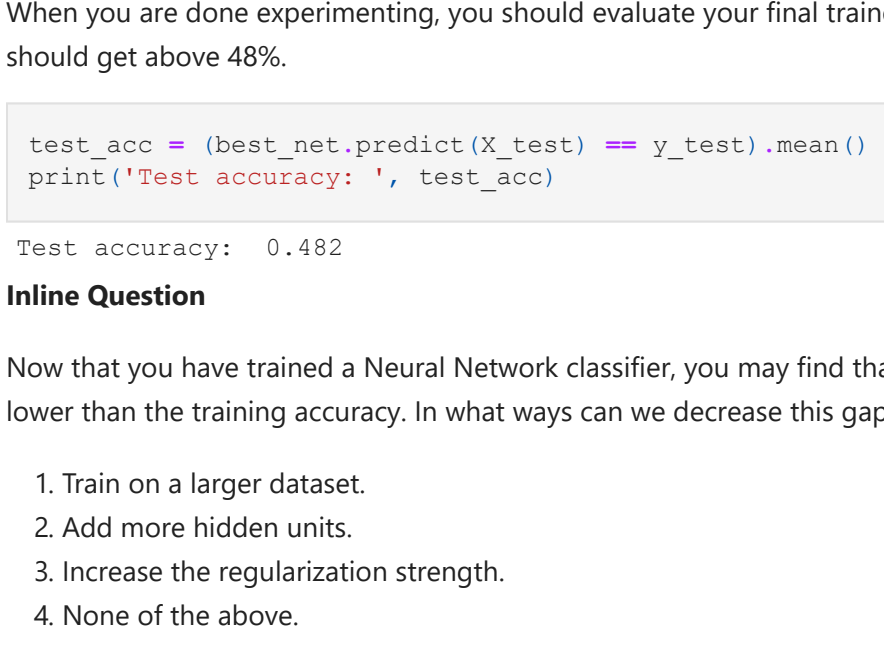 When you are done experimenting, you should evaluate your final
should get above 48%.
test_acc = (best_net.predict(X_test) == y_test).mean()
print('Test accuracy: ', test_acc)
Test accuracy:  0.482
Inline Question
Now that you have trained a Neural Network classifier, you may find
lower than the training accuracy. In what ways can we decrease this gap
1. Train on a larger dataset.
2. Add more hidden units.
3. Increase the regularization strength.
4. None of the above.